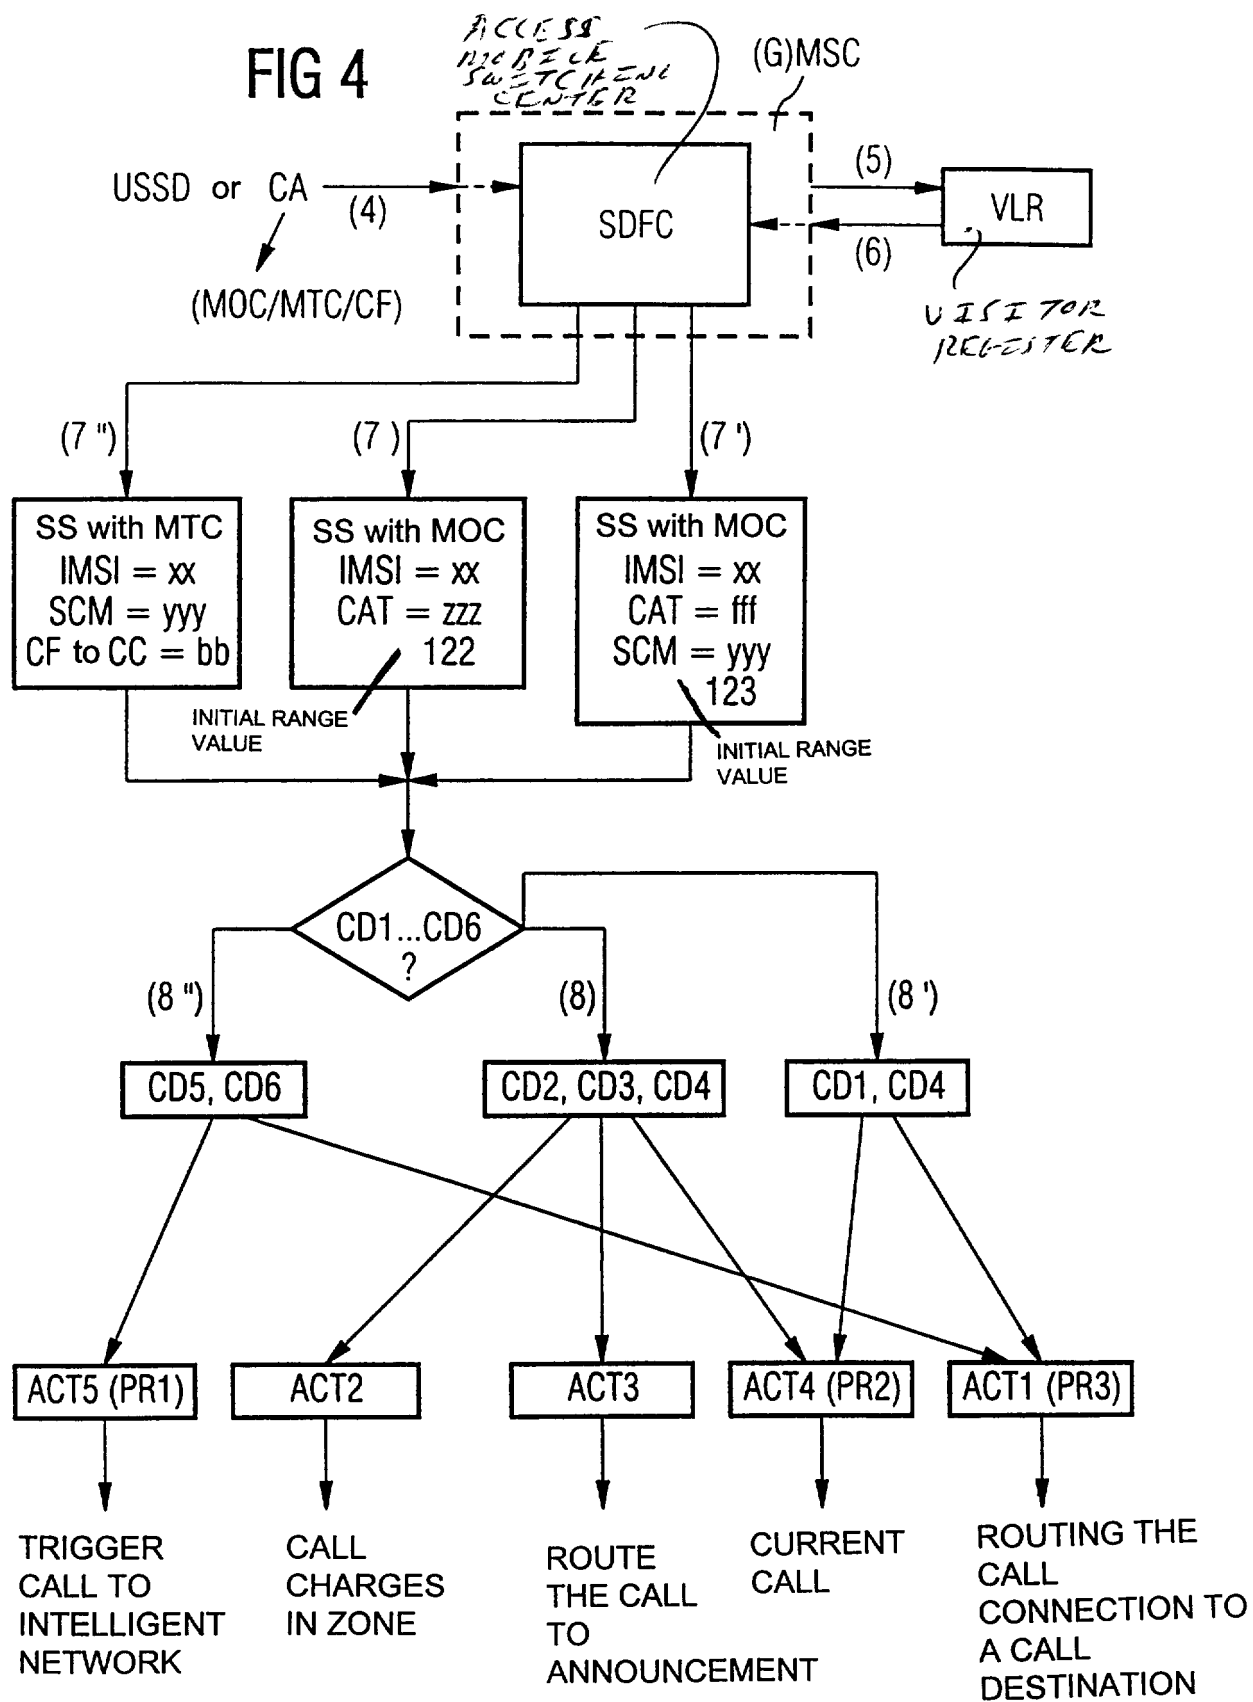 FIG 4
ACCESS
MOBILE
SWITCHING
CENTER
(G)MSC
USSD or CA
(4)
(MOC/MTC/CF)
SDFC
(5)
(6)
VLR
VISITOR
REGISTER
(7 ")
(7 )
(7 ')
SS with MTC
IMSI = xx
SCM = yyy
CF to CC = bb
SS with MOC
IMSI = xx
CAT = zzz
122
SS with MOC
IMSI = xx
CAT = fff
SCM = yyy
123
INITIAL RANGE
VALUE
INITIAL RANGE
VALUE
CD1...CD6
?
(8 ")
(8)
(8 ')
CD5, CD6
CD2, CD3, CD4
CD1, CD4
ACT5 (PR1)
ACT2
ACT3
ACT4 (PR2)
ACT1 (PR3)
TRIGGER
CALL TO
INTELLIGENT
NETWORK
CALL
CHARGES
IN ZONE
ROUTE
THE CALL
TO
ANNOUNCEMENT
CURRENT
CALL
ROUTING THE
CALL
CONNECTION TO
A CALL
DESTINATION